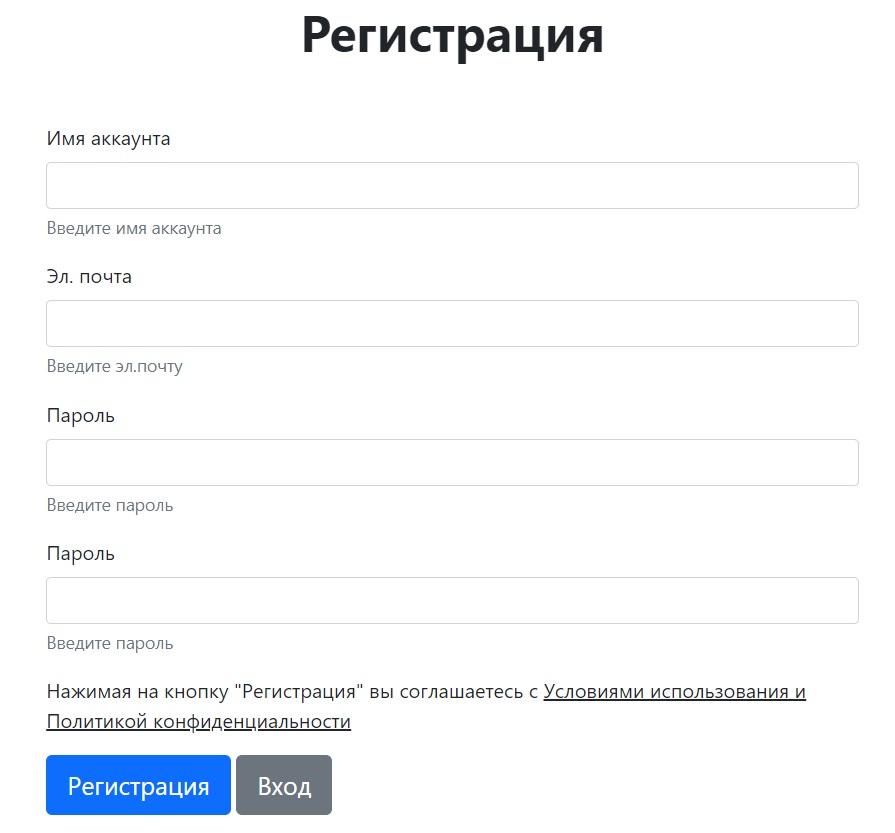 Регистрация
Имя аккаунта
Введите имя аккаунта
Эл. почта
Введите эл.почту
Пароль
Введите пароль
Пароль
Введите пароль
Нажимая на кнопку "Регистрация" вы соглашаетесь с Условиями использования и
Политикой конфиденциальности
Регистрация Вход